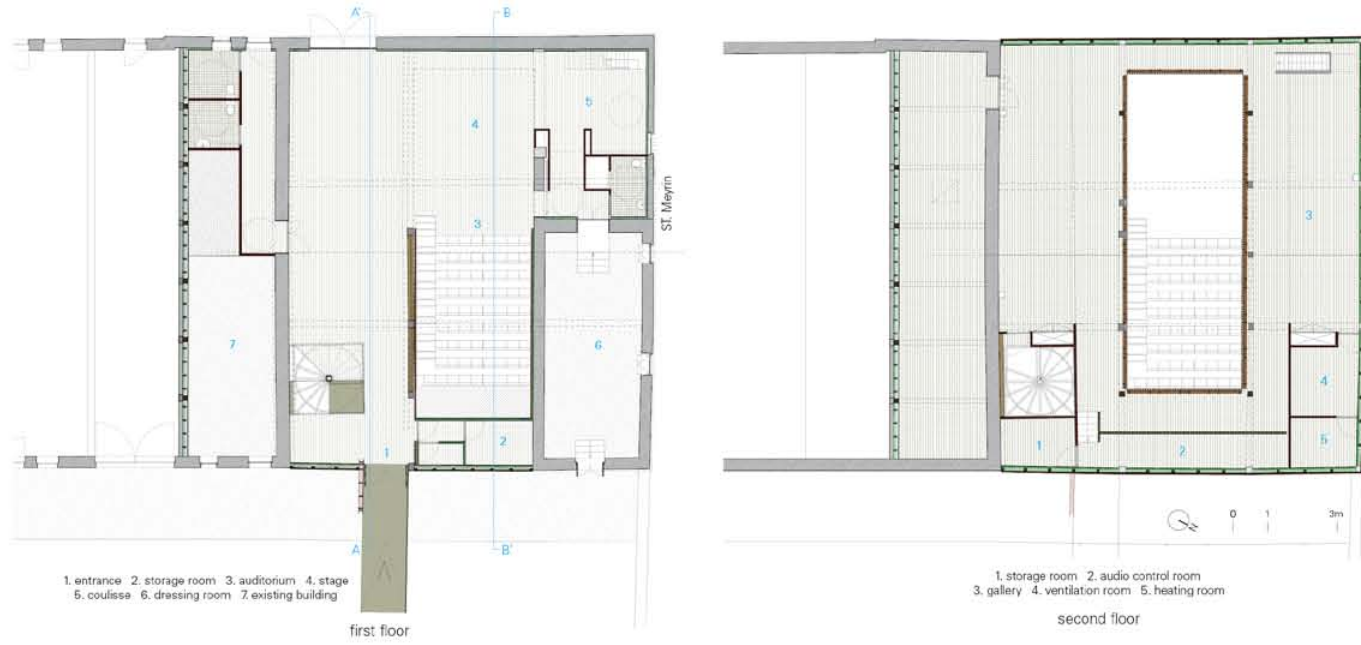 A'
B
5
4
ST. Meyrin
3
7
6
2
1
A'
B'
1. entrance 2. storage room 3. auditorium 4. stage
5. coulisse 6. dressing room 7. existing building
first floor
3
4
1
2
5
N
0 1 3m
1. storage room 2. audio control room
3. gallery 4. ventilation room 5. heating room
second floor